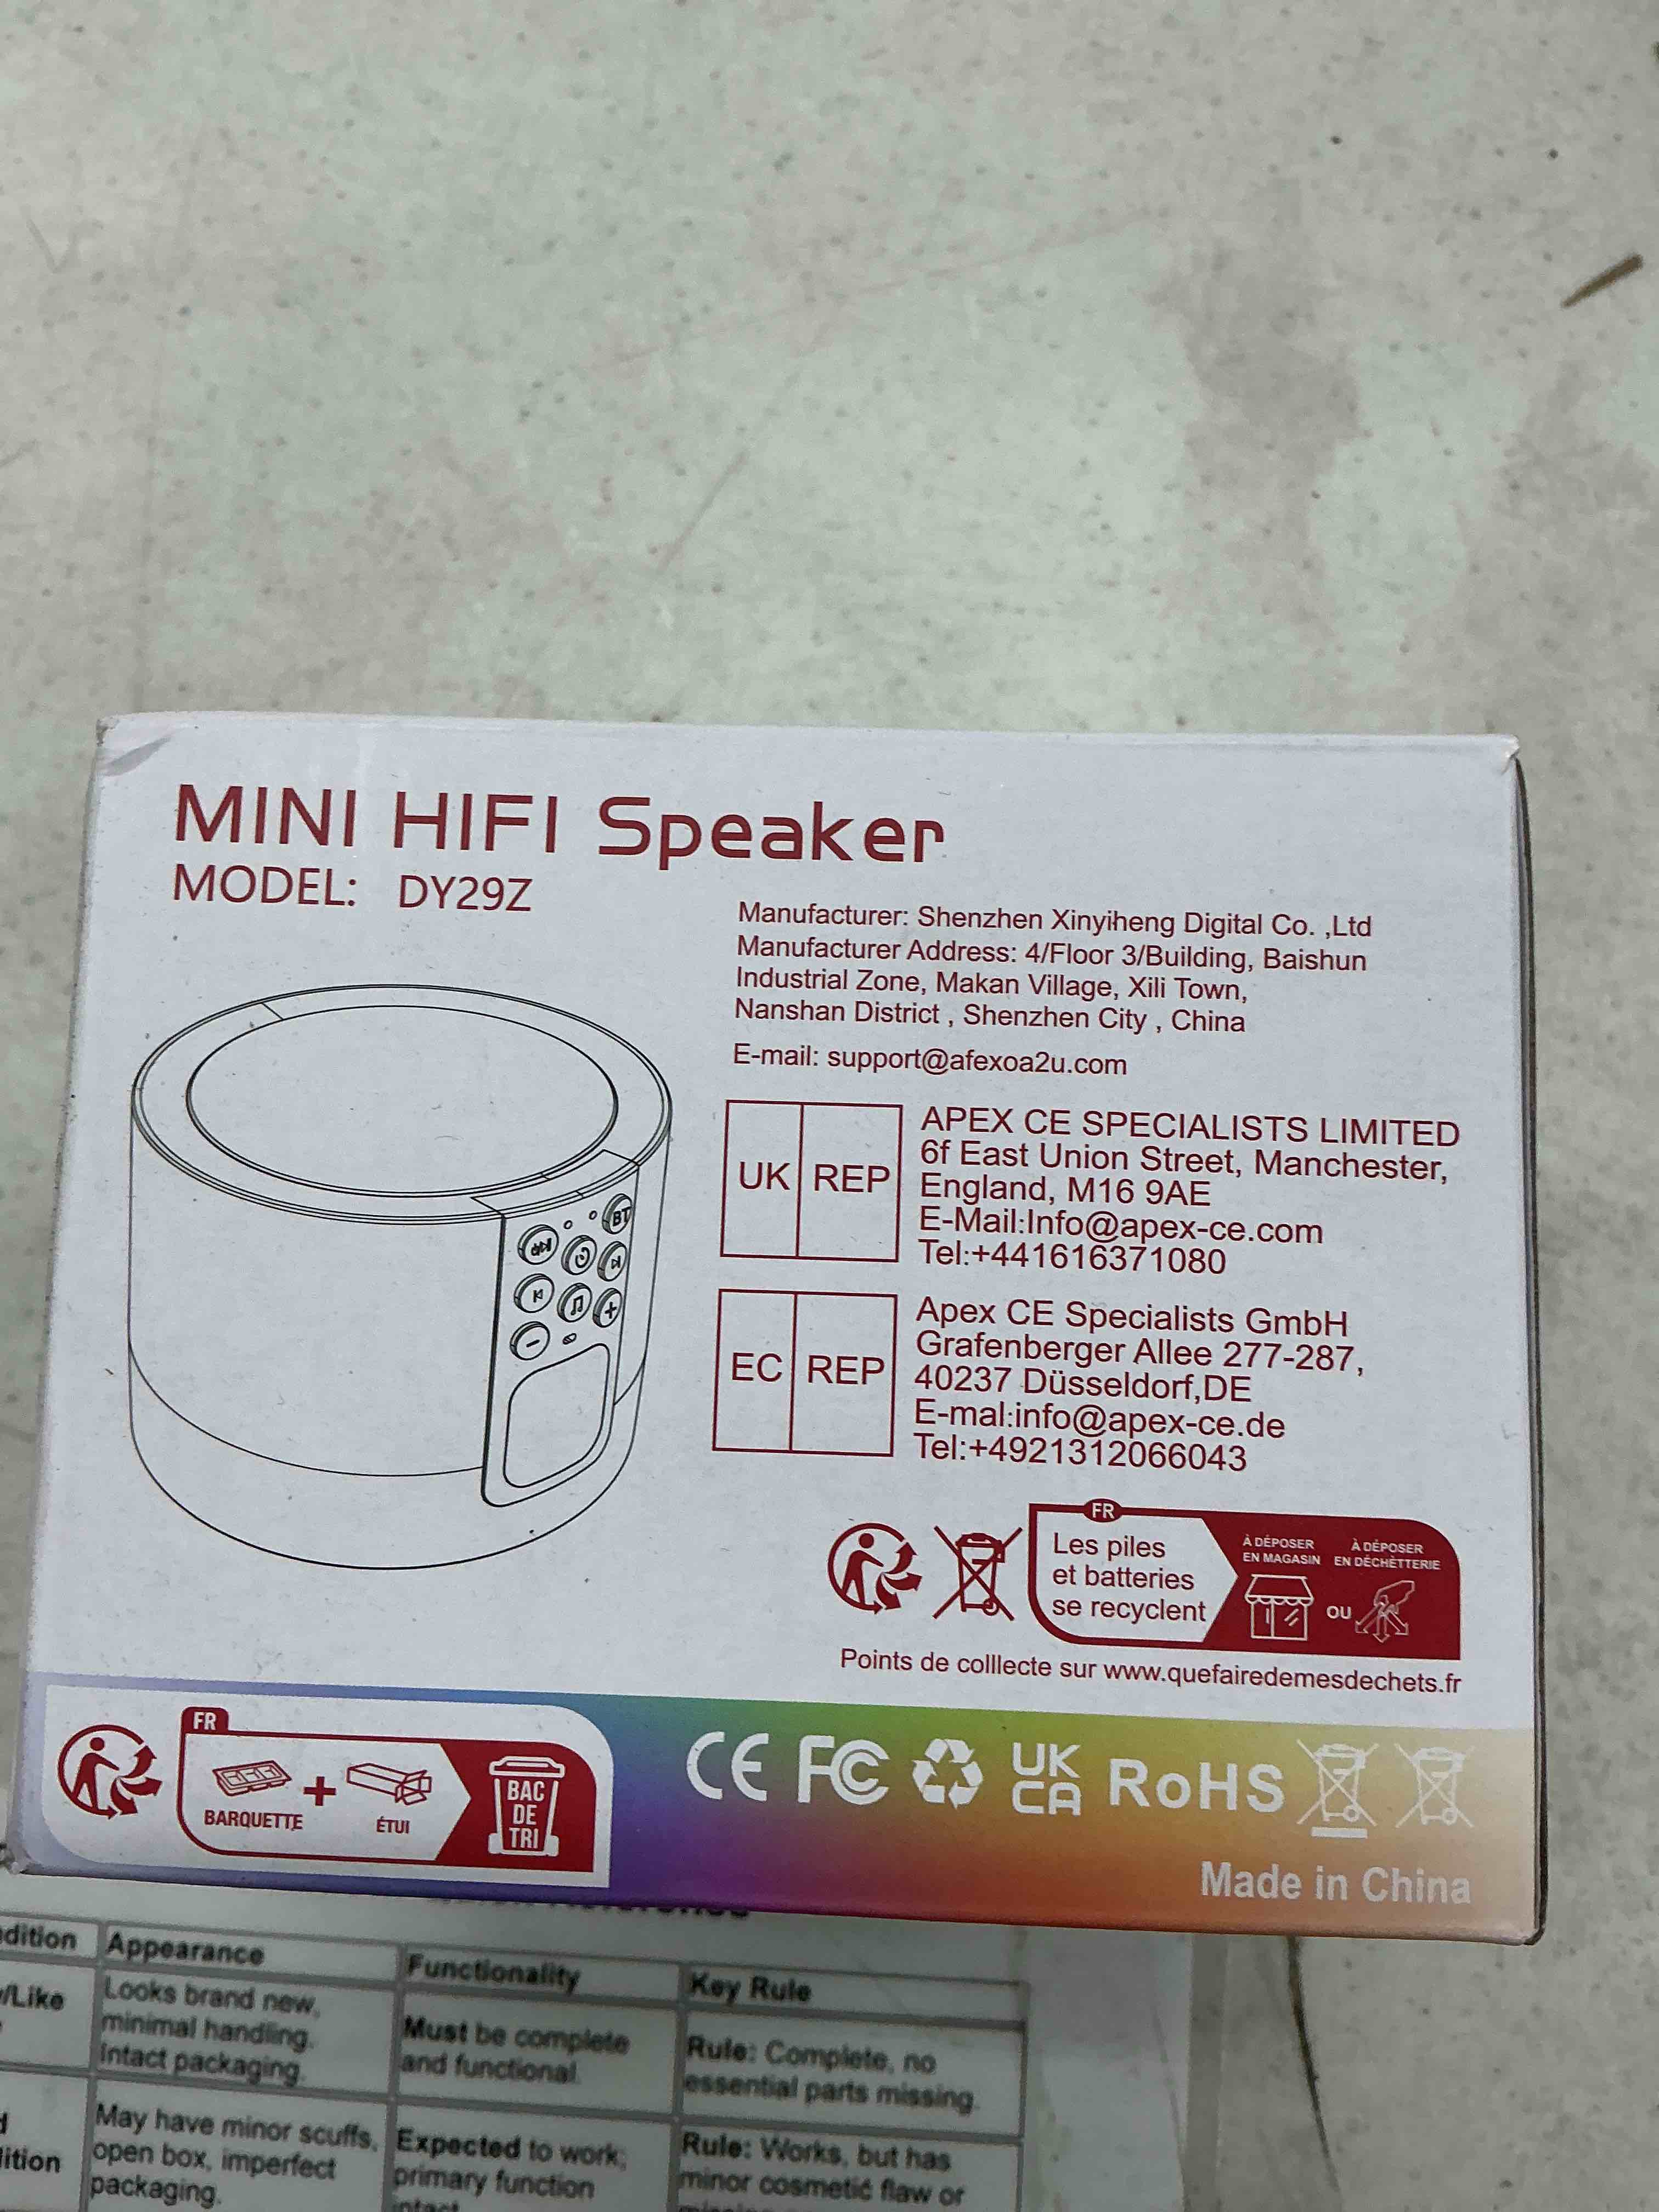 MINI HIFI Speaker
MODEL: DY29Z
Manufacturer: Shenzhen Xinyiheng Digital Co. ,Ltd
Manufacturer Address: 4/Floor 3/Building, Baishun
Industrial Zone, Makan Village, Xili Town,
Nanshan District , Shenzhen City , China
E-mail: support@afexoa2u.com
BT
UK REP
APEX CE SPECIALISTS LIMITED
6f East Union Street, Manchester,
England, M16 9AE
E-Mail:Info@apex-ce.com
Tel:+441616371080
EC REP
Apex CE Specialists GmbH
Grafenberger Allee 277-287,
40237 Düsseldorf,DE
E-mal:info@apex-ce.de
Tel:+4921312066043
FR
Les piles
et batteries
se recyclent
À DÉPOSER
EN MAGASIN
OU
À DÉPOSER
EN DÉCHÈTTERIE
Points de colllecte sur www.quefairedemesdechets.fr
FR
BARQUETTE
+
ÉTUI
BAC
DE
TRI
CE FC UK CA RoHS
Made in China
Appearance
Functionality
Key Rule
Looks brand new,
minimal handling.
Intact packaging.
Must be complete
and functional.
Rule: Complete, no
essential parts missing.
May have minor scuffs,
open box, imperfect
packaging.
Expected to work;
primary function
intact
Rule: Works, but has
minor cosmetic flaw or